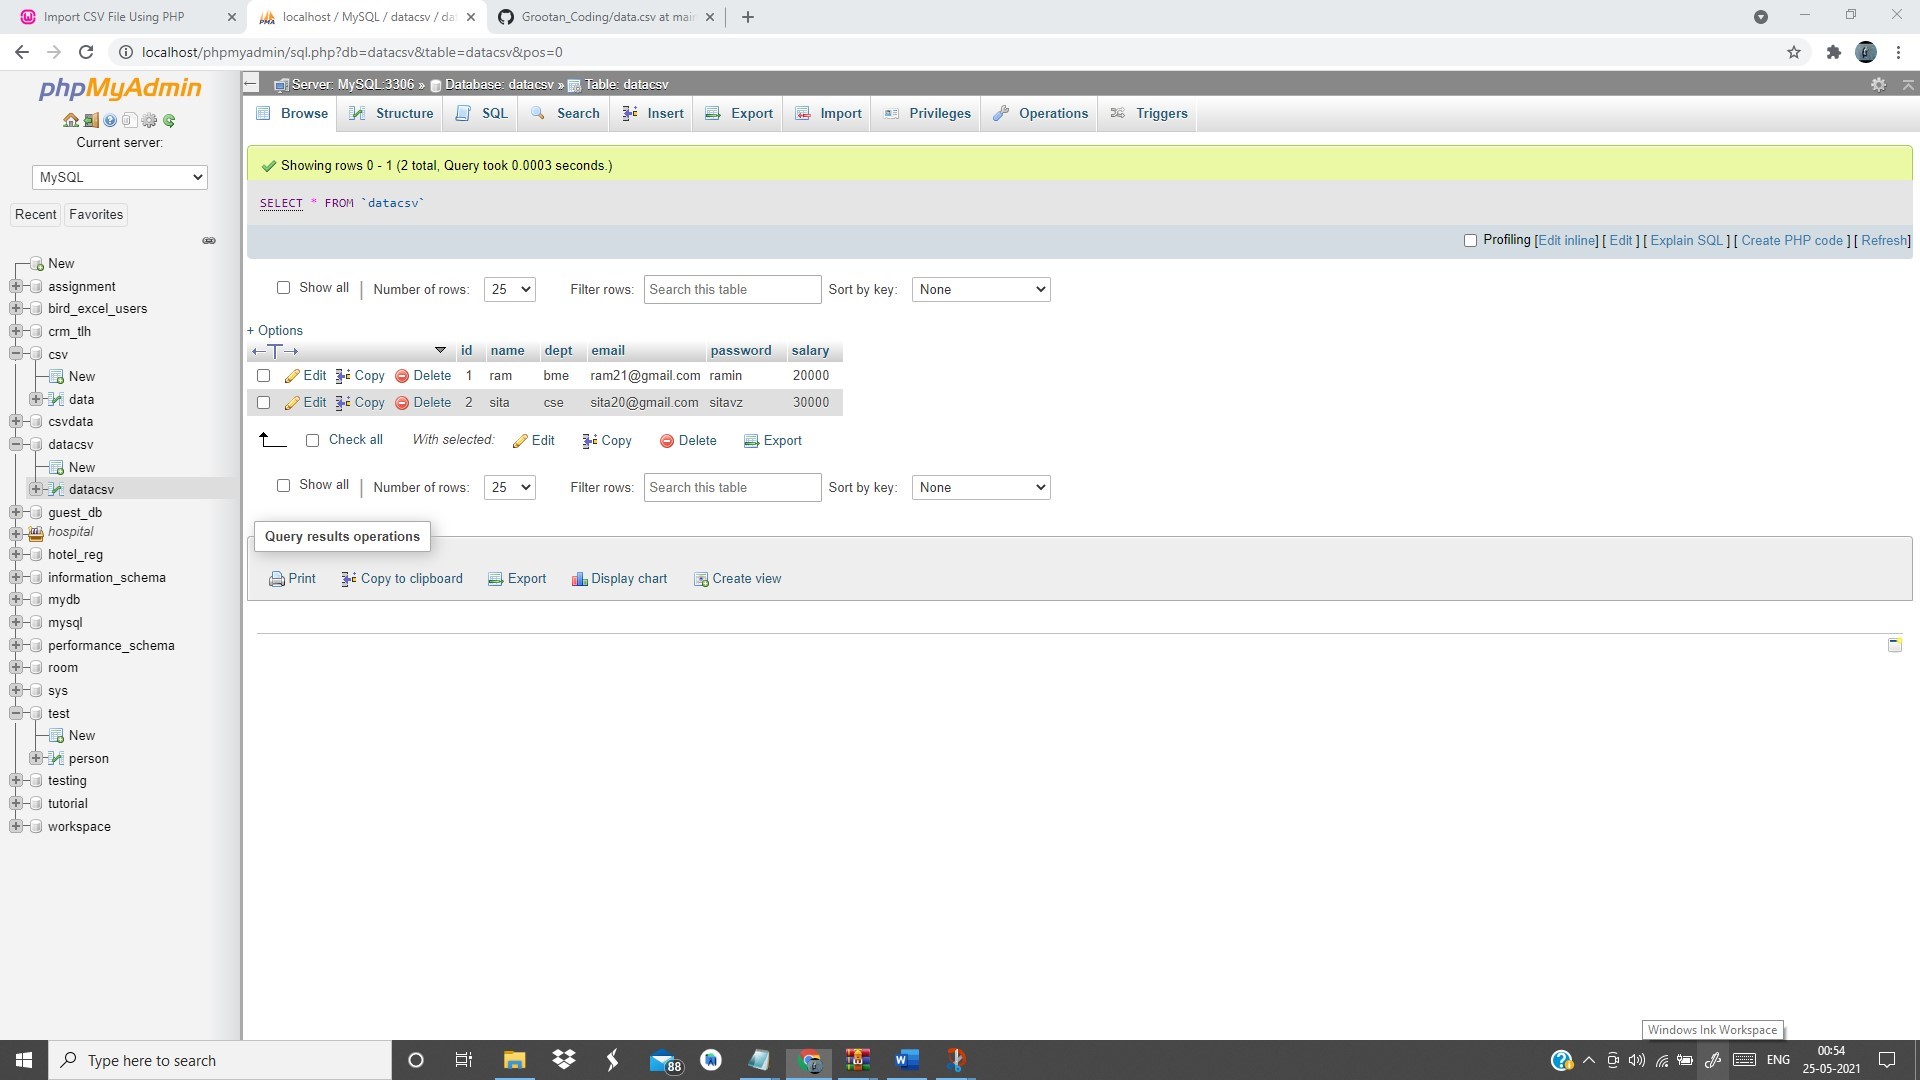 Import CSV File Using PHP
localhost / MySQL / datacsv / dat
Grootan_Coding/data.csv at main
localhost/phpmyadmin/sql.php?db=datacsv&table=datacsv&pos=0
phpMyAdmin
Current server:
MySQL
Recent Favorites
New
assignment
bird_excel_users
crm_tlh
csv
New
data
csvdata
datacsv
New
datacsv
guest_db
hospital
hotel_reg
information_schema
mydb
mysql
performance_schema
room
sys
test
New
person
testing
tutorial
workspace
Server: MySQL:3306 » Database: datacsv » Table: datacsv
Browse Structure SQL Search Insert Export Import Privileges Operations Triggers
Showing rows 0 - 1 (2 total, Query took 0.0003 seconds.)
SELECT * FROM `datacsv`
Profiling [Edit inline] [ Edit ] [ Explain SQL ] [ Create PHP code ] [ Refresh]
Show all | Number of rows: 25 Filter rows: Search this table Sort by key: None
+ Options
←T→ id name dept email password salary
Edit Copy Delete 1 ram bme ram21@gmail.com ramin 20000
Edit Copy Delete 2 sita cse sita20@gmail.com sitavz 30000
Check all With selected: Edit Copy Delete Export
Show all | Number of rows: 25 Filter rows: Search this table Sort by key: None
Query results operations
Print Copy to clipboard Export Display chart Create view
Windows Ink Workspace
Type here to search
88
ENG
00:54
25-05-2021